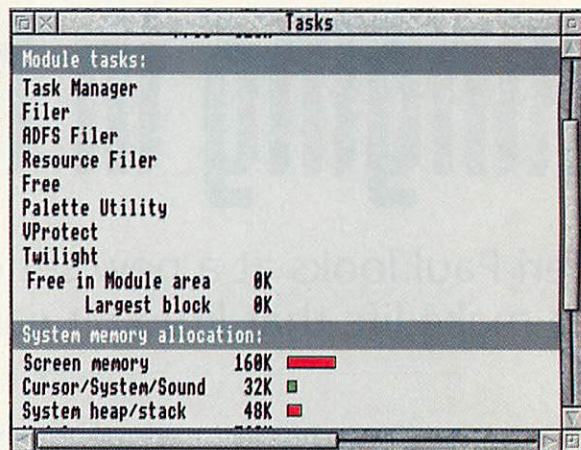 Tasks
Module tasks:
Task Manager
Filer
ADFS Filer
Resource Filer
Free
Palette Utility
VProtect
Twilight
Free in Module area 0K
Largest block 0K
System memory allocation:
Screen memory 160K
Cursor/System/Sound 32K
System heap/stack 48K